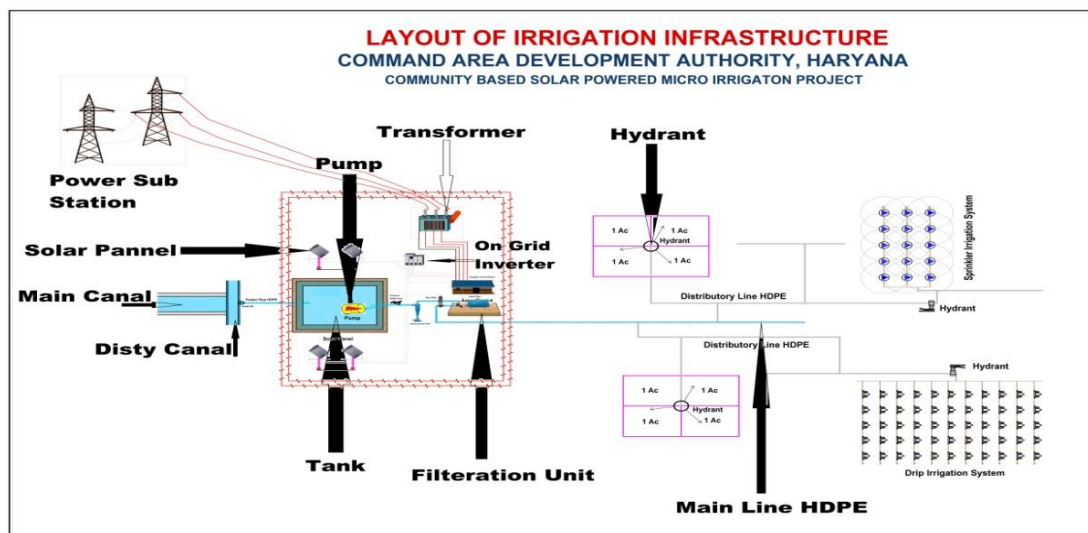 LAYOUT OF IRRIGATION INFRASTRUCTURE
COMMAND AREA DEVELOPMENT AUTHORITY, HARYANA
COMMUNITY BASED SOLAR POWERED MICRO IRRIGATON PROJECT
Transformer
Hydrant
Pump
Power Sub
Station
Solar Pannel
On Grid
Inverter
Main Canal
Disty Canal
Pump
Tank
Filteration Unit
1 Ac
1 Ac
Hydrant
1 Ac
1 Ac
Sprinkler Irrigation System
Distributory Line HDPE
Hydrant
Distributory Line HDPE
Hydrant
1 Ac
1 Ac
Hydrant
1 Ac
1 Ac
Drip Irrigation System
Main Line HDPE